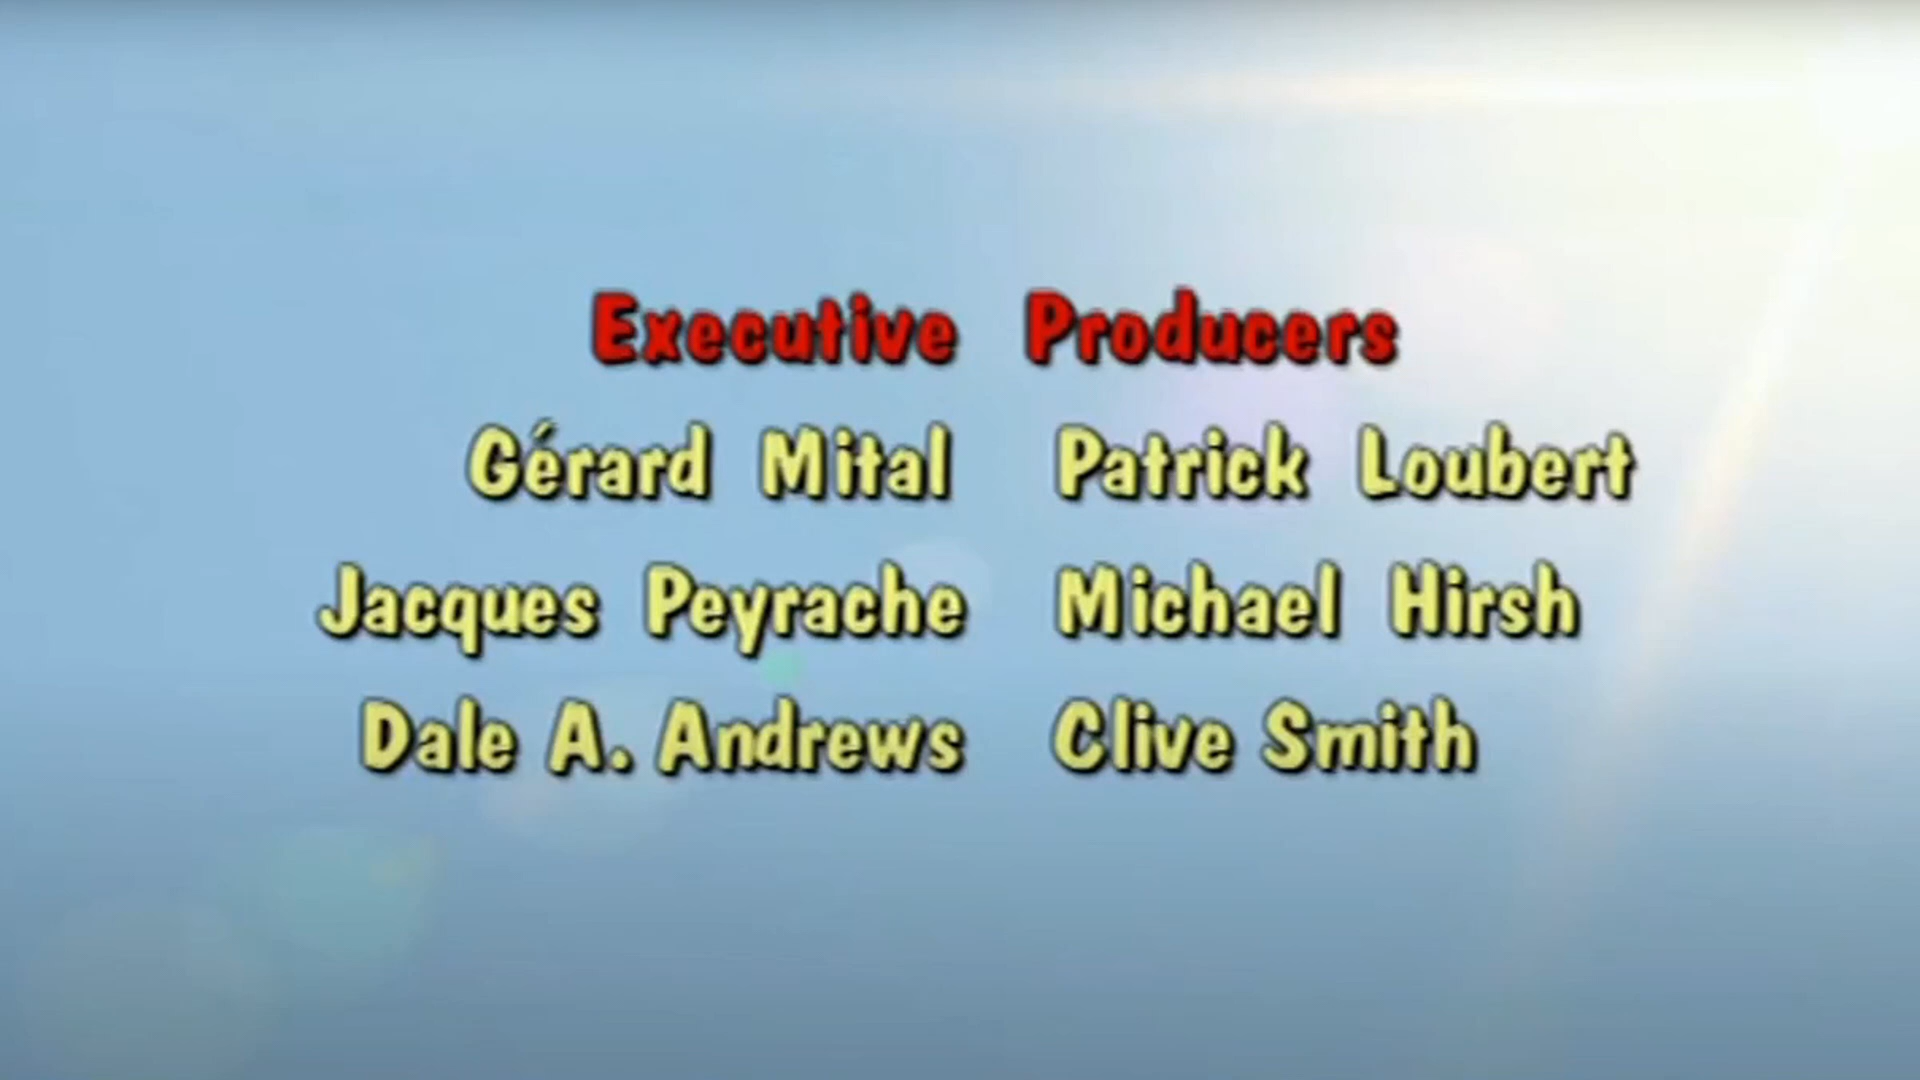 Executive Producers
Gérard Mital Patrick Loubert
Jacques Peyrache Michael Hirsh
Dale A. Andrews Clive Smith